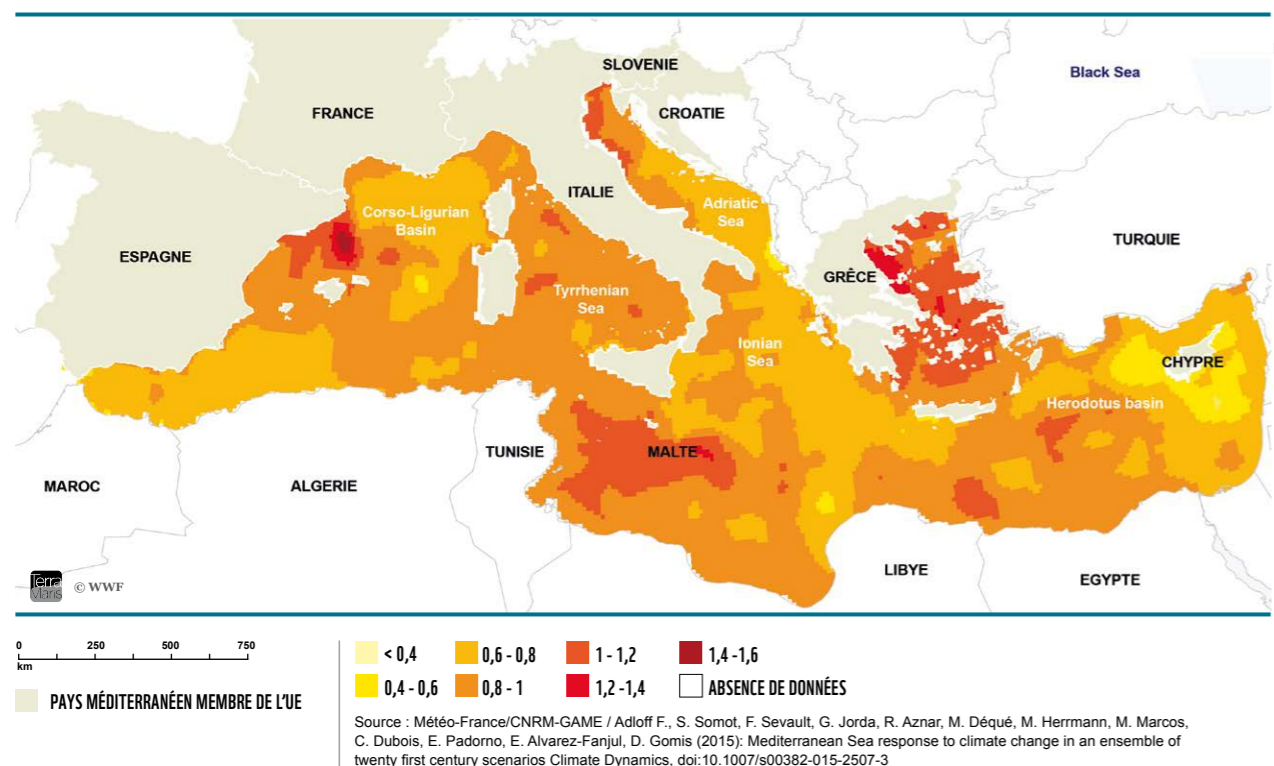 SLOVENIE
Black Sea
FRANCE
CROATIE
ITALIE
Corso-Ligurian
Basin
Adriatic
Sea
ESPAGNE
TURQUIE
GRÈCE
Tyrrhenian
Sea
Ionian
Sea
CHYPRE
Herodotus basin
TUNISIE
MALTE
MAROC
ALGERIE
LIBYE
EGYPTE
Terra
Maris
© WWF
0 250 500 750
km
PAYS MÉDITERRANÉEN MEMBRE DE L'UE
< 0,4
0,6 - 0,8
1 - 1,2
1,4 -1,6
0,4 - 0,6
0,8 - 1
1,2 -1,4
ABSENCE DE DONNÉES
Source : Météo-France/CNRM-GAME / Adloff F., S. Somot, F. Sevault, G. Jorda, R. Aznar, M. Déqué, M. Herrmann, M. Marcos,
C. Dubois, E. Padorno, E. Alvarez-Fanjul, D. Gomis (2015): Mediterranean Sea response to climate change in an ensemble of
twenty first century scenarios Climate Dynamics, doi:10.1007/s00382-015-2507-3